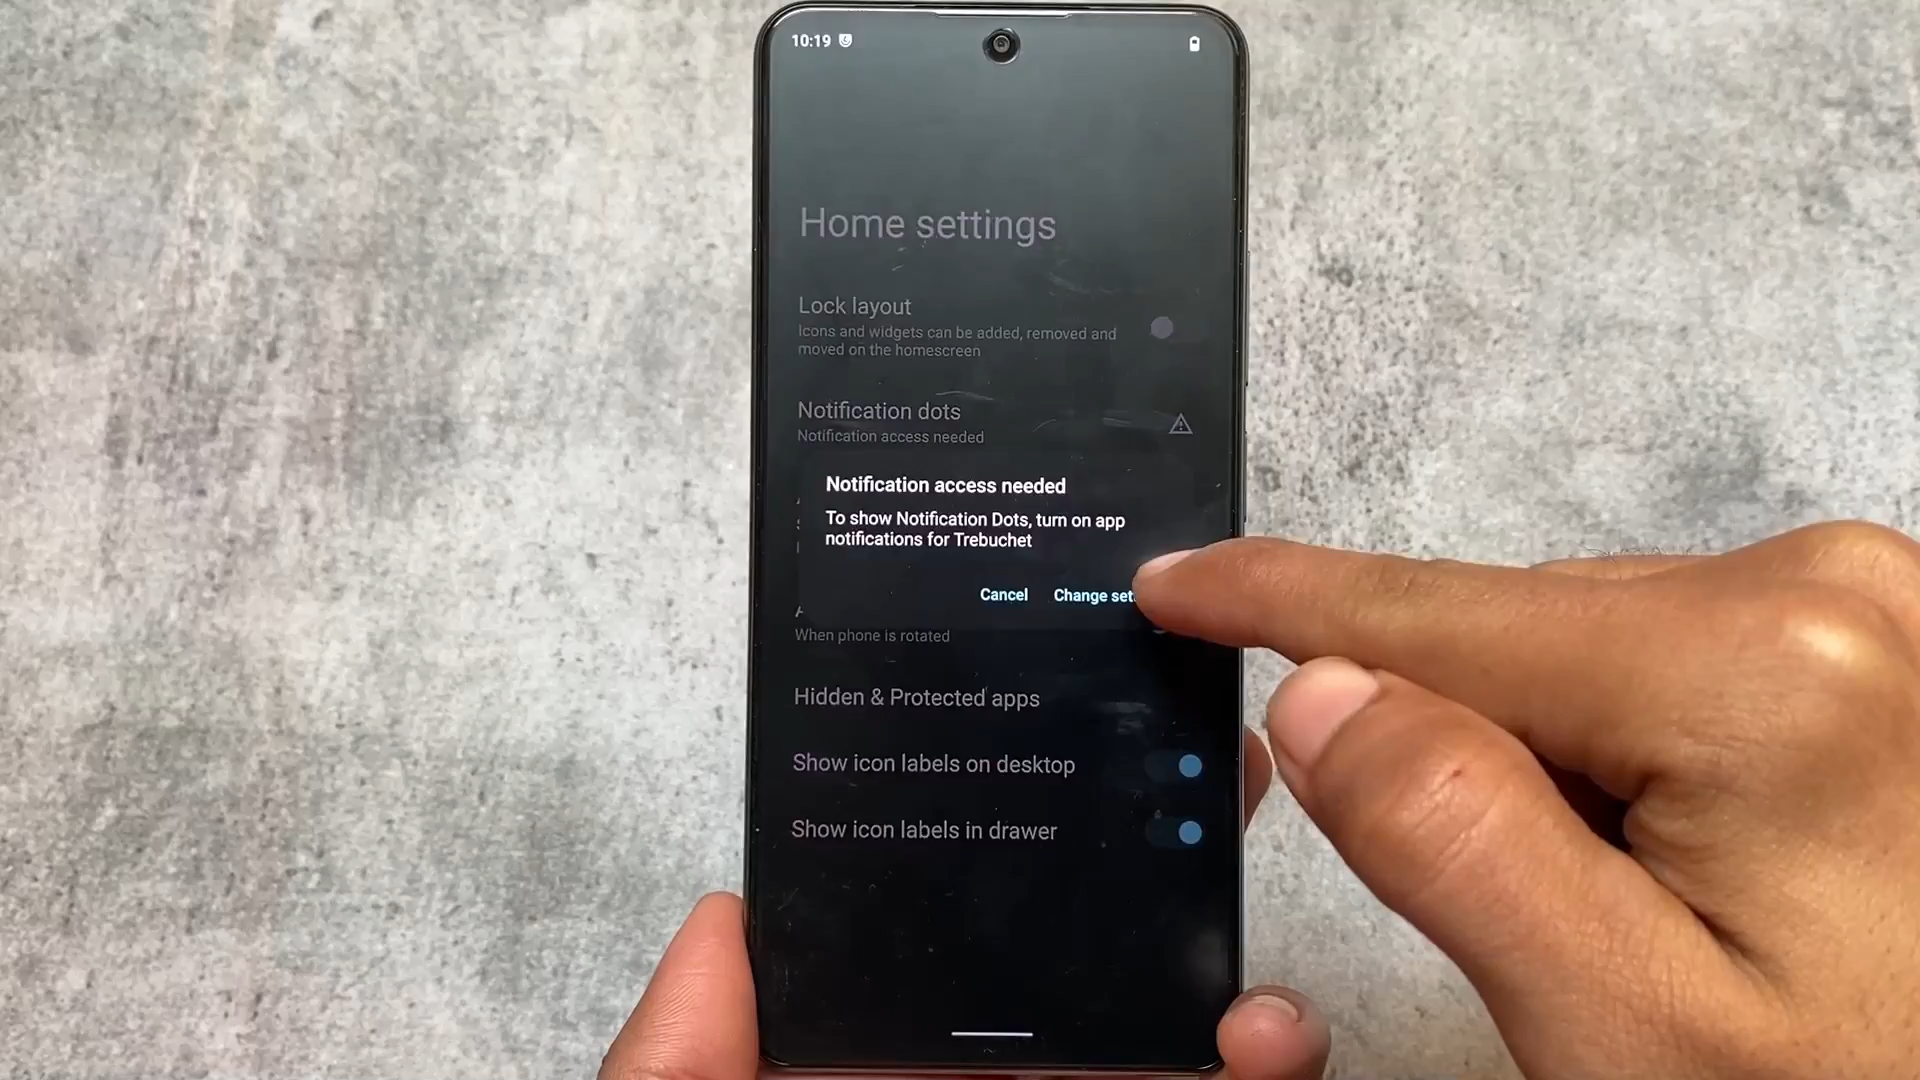 10:19
Home settings
Lock layout
Icons and widgets can be added, removed and
moved on the homescreen
Notification dots
Notification access needed
Notification access needed
To show Notification Dots, turn on app
notifications for Trebuchet
Cancel Change set
When phone is rotated
Hidden & Protected apps
Show icon labels on desktop
Show icon labels in drawer